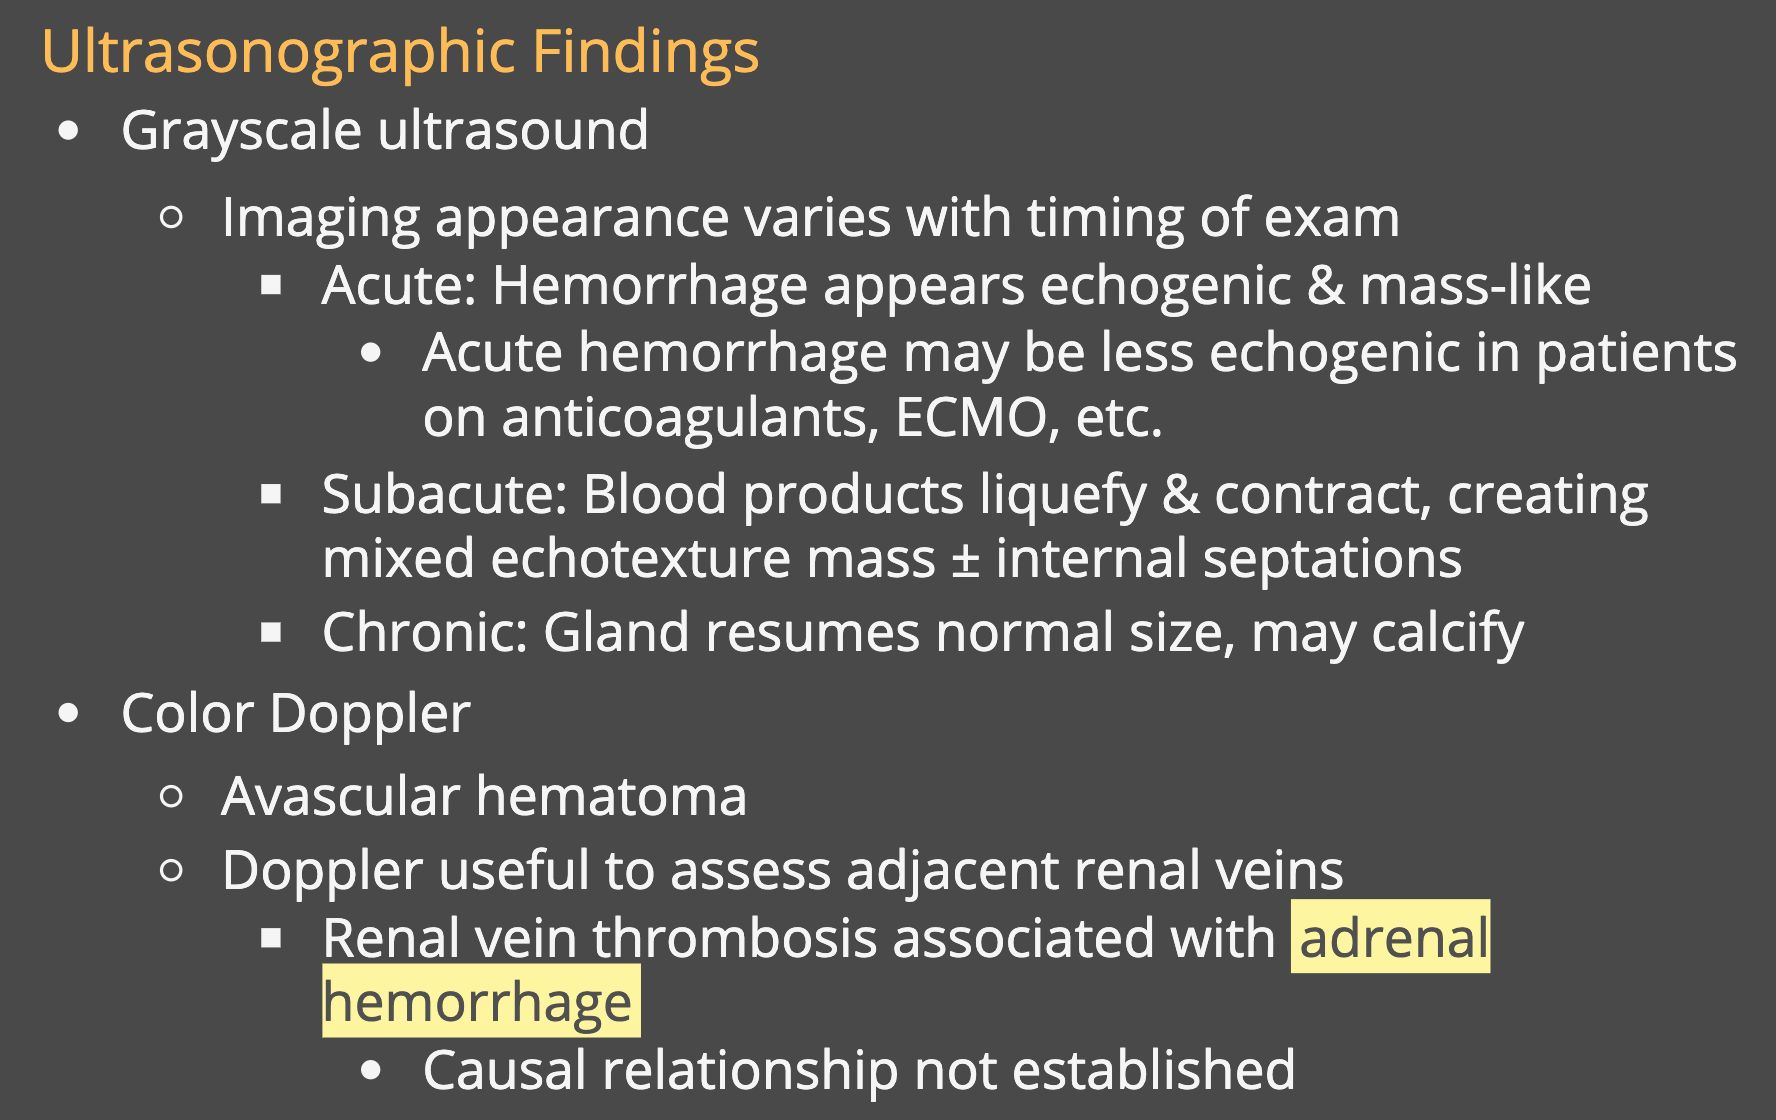 Ultrasonographic Findings
• Grayscale ultrasound
○ Imaging appearance varies with timing of exam
▪ Acute: Hemorrhage appears echogenic & mass-like
• Acute hemorrhage may be less echogenic in patients
on anticoagulants, ECMO, etc.
▪ Subacute: Blood products liquefy & contract, creating
mixed echotexture mass ± internal septations
▪ Chronic: Gland resumes normal size, may calcify
• Color Doppler
○ Avascular hematoma
○ Doppler useful to assess adjacent renal veins
▪ Renal vein thrombosis associated with adrenal
hemorrhage
• Causal relationship not established